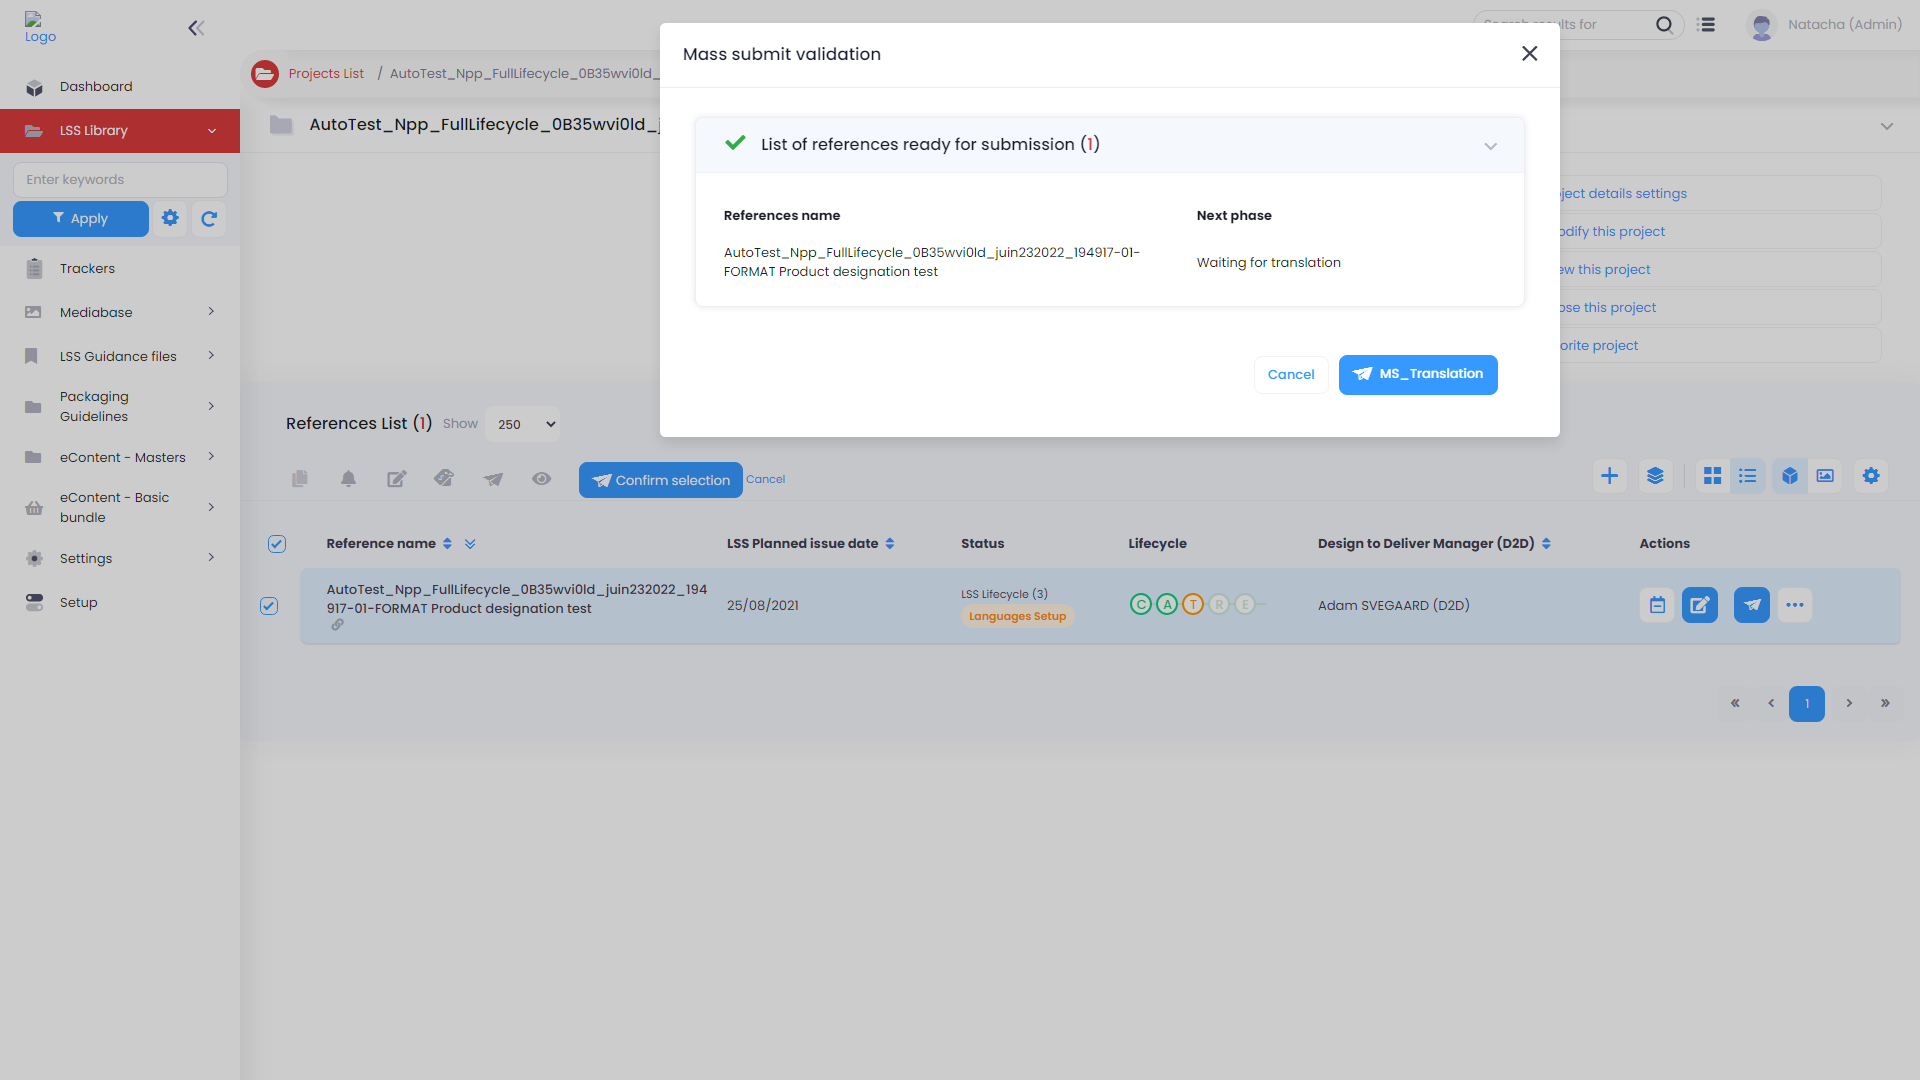 Logo
Search results for
Natacha (Admin)
Dashboard
LSS Library
Enter keywords
Apply
Trackers
Mediabase
LSS Guidance files
Packaging
Guidelines
eContent - Masters
eContent - Basic
bundle
Settings
Setup
Projects List / AutoTest_Npp_FullLifecycle_0B35wvi0ld_
AutoTest_Npp_FullLifecycle_0B35wvi0ld_j
Mass submit validation
List of references ready for submission (1)
References name
Next phase
AutoTest_Npp_FullLifecycle_0B35wvi0ld_juin232022_194917-01-
FORMAT Product designation test
Waiting for translation
Cancel
MS_Translation
ject details settings
odify this project
ew this project
ose this project
orite project
References List (1) Show 250
Confirm selection
Cancel
Reference name
LSS Planned issue date
Status
Lifecycle
Design to Deliver Manager (D2D)
Actions
AutoTest_Npp_FullLifecycle_0B35wvi0ld_juin232022_194
917-01-FORMAT Product designation test
25/08/2021
LSS Lifecycle (3)
Languages Setup
C A T R E
Adam SVEGAARD (D2D)
« ‹ 1 › »